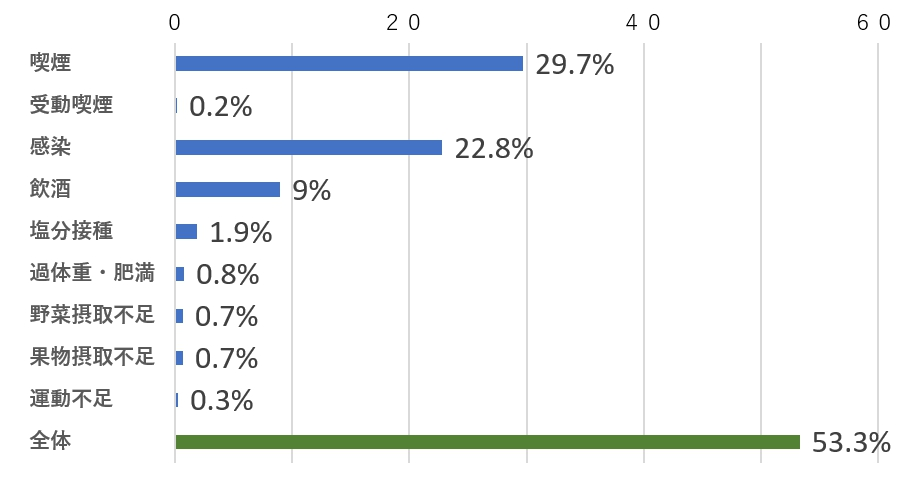 0 20 40 60
喫煙 29.7%
受動喫煙 0.2%
感染 22.8%
飲酒 9%
塩分接種 1.9%
過体重・肥満 0.8%
野菜摂取不足 0.7%
果物摂取不足 0.7%
運動不足 0.3%
全体 53.3%